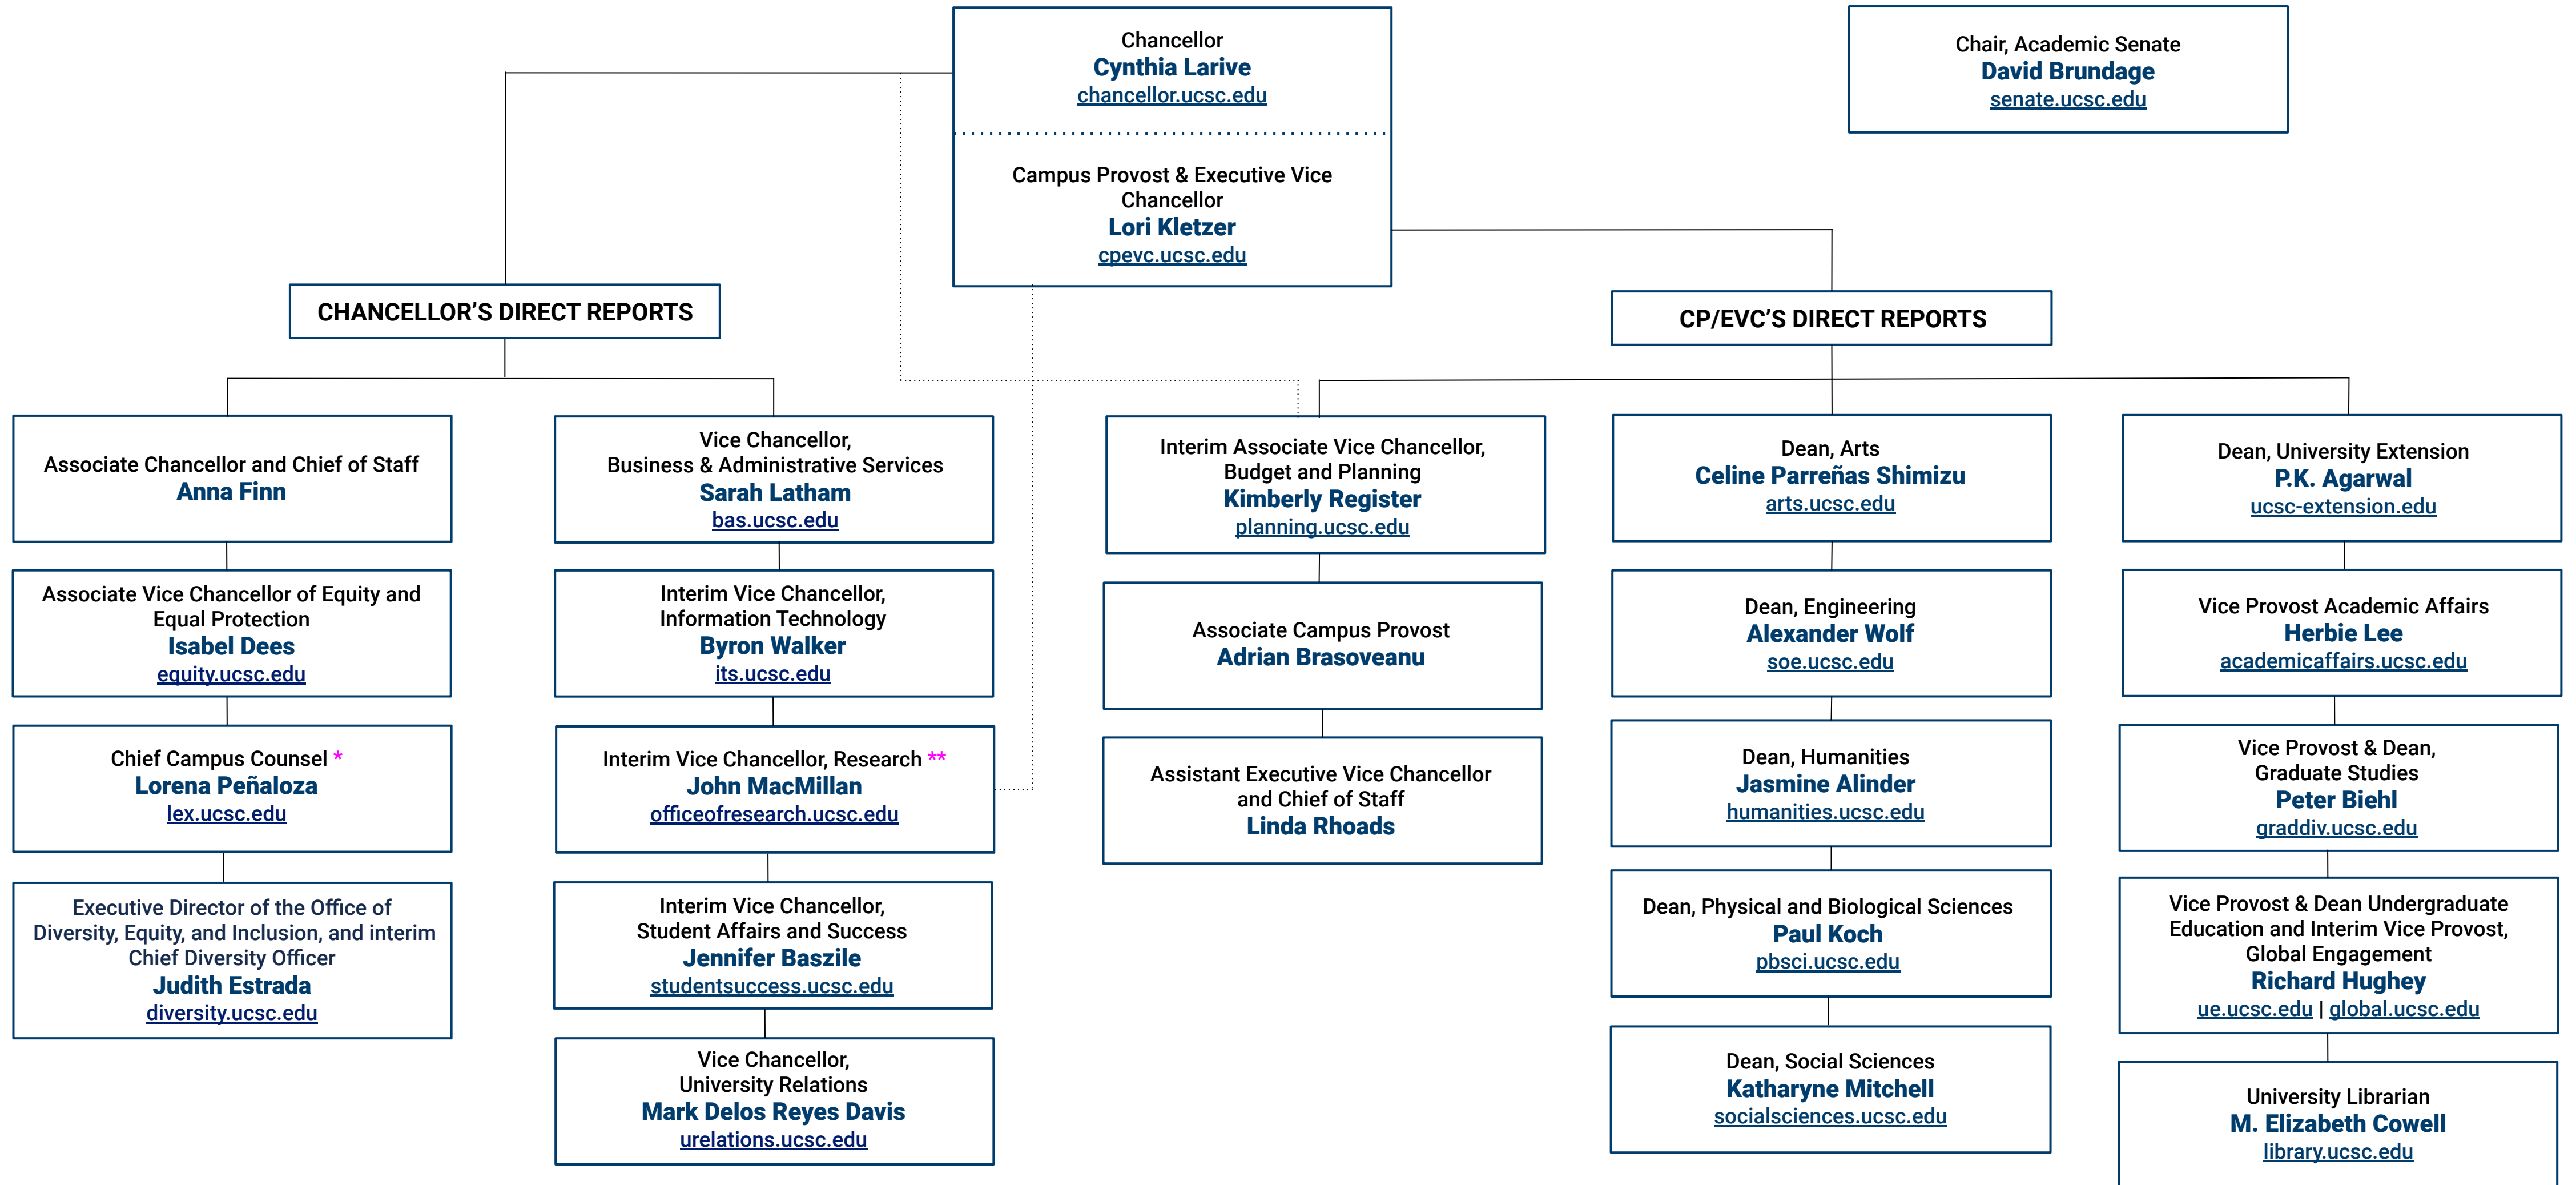 Chancellor
Cynthia Larive
chancellor.ucsc.edu
Campus Provost & Executive Vice
Chancellor
Lori Kletzer
cpevc.ucsc.edu
Chair, Academic Senate
David Brundage
senate.ucsc.edu
CHANCELLOR’S DIRECT REPORTS
Associate Chancellor and Chief of Staff
Anna Finn
Associate Vice Chancellor of Equity and
Equal Protection
Isabel Dees
equity.ucsc.edu
Chief Campus Counsel *
Lorena Peñaloza
lex.ucsc.edu
Executive Director of the Office of
Diversity, Equity, and Inclusion, and interim
Chief Diversity Officer
Judith Estrada
diversity.ucsc.edu
Vice Chancellor,
Business & Administrative Services
Sarah Latham
bas.ucsc.edu
Interim Vice Chancellor,
Information Technology
Byron Walker
its.ucsc.edu
Interim Vice Chancellor, Research **
John MacMillan
officeofresearch.ucsc.edu
Interim Vice Chancellor,
Student Affairs and Success
Jennifer Baszile
studentsuccess.ucsc.edu
Vice Chancellor,
University Relations
Mark Delos Reyes Davis
urelations.ucsc.edu
CP/EVC’S DIRECT REPORTS
Interim Associate Vice Chancellor,
Budget and Planning
Kimberly Register
planning.ucsc.edu
Associate Campus Provost
Adrian Brasoveanu
Assistant Executive Vice Chancellor
and Chief of Staff
Linda Rhoads
Dean, Arts
Celine Parreñas Shimizu
arts.ucsc.edu
Dean, Engineering
Alexander Wolf
soe.ucsc.edu
Dean, Humanities
Jasmine Alinder
humanities.ucsc.edu
Dean, Physical and Biological Sciences
Paul Koch
pbsci.ucsc.edu
Dean, Social Sciences
Katharyne Mitchell
socialsciences.ucsc.edu
Dean, University Extension
P.K. Agarwal
ucsc-extension.edu
Vice Provost Academic Affairs
Herbie Lee
academicaffairs.ucsc.edu
Vice Provost & Dean,
Graduate Studies
Peter Biehl
graddiv.ucsc.edu
Vice Provost & Dean Undergraduate
Education and Interim Vice Provost,
Global Engagement
Richard Hughey
ue.ucsc.edu | global.ucsc.edu
University Librarian
M. Elizabeth Cowell
library.ucsc.edu